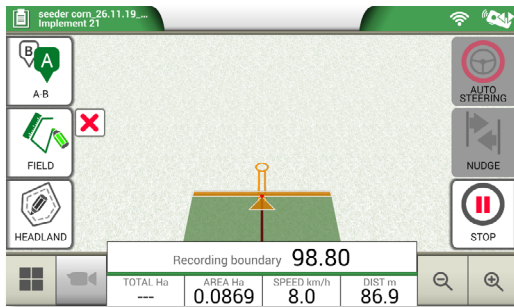 seeder corn_26.11.19_...
Implement 21
B
A
A-B
FIELD
HEADLAND
AUTO
STEERING
NUDGE
STOP
Recording boundary 98.80
TOTAL Ha
---
AREA Ha
0.0869
SPEED km/h
8.0
DIST m
86.9